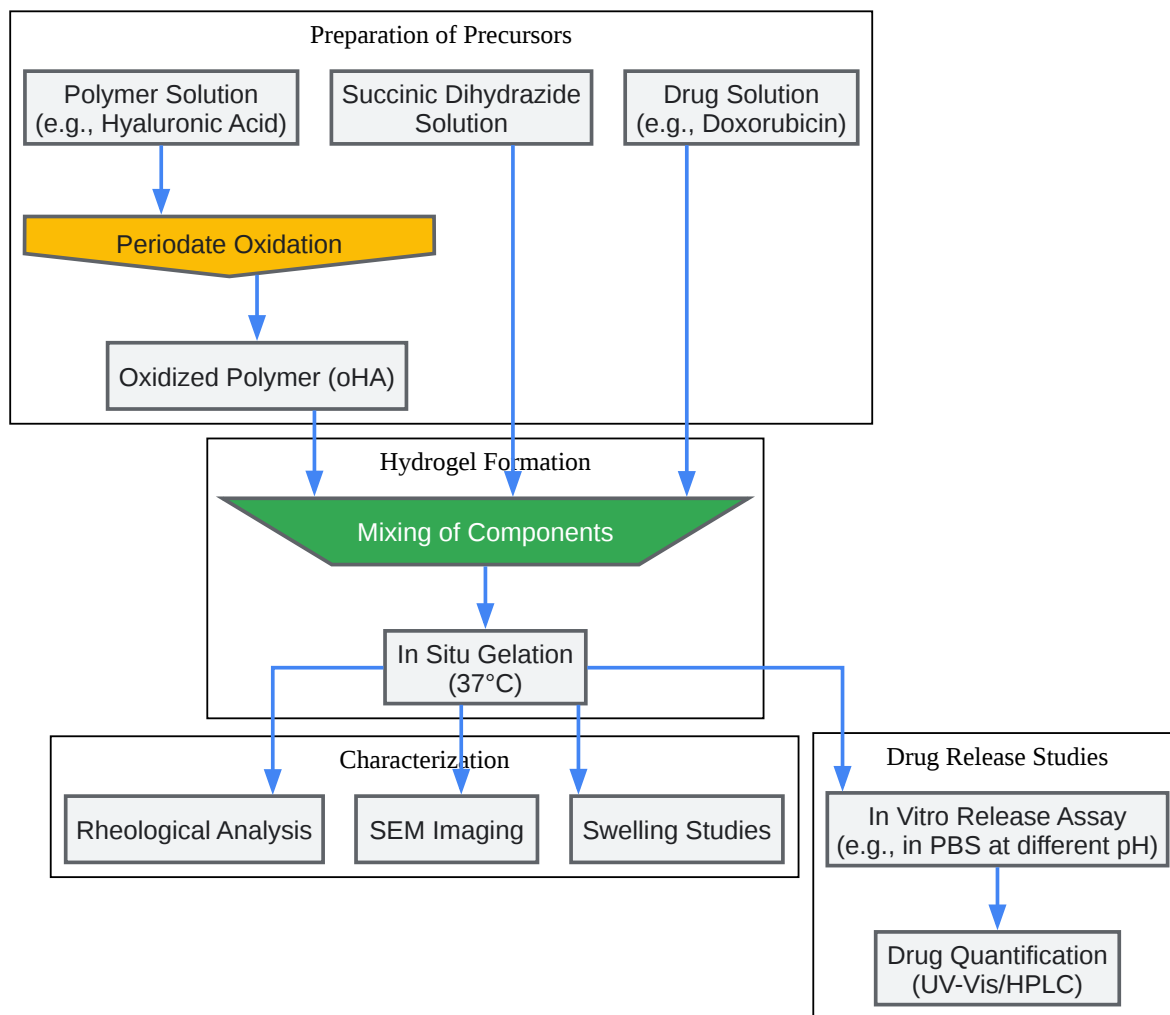 Preparation of Precursors
Polymer Solution
(e.g., Hyaluronic Acid)
Succinic Dihydrazide
Solution
Drug Solution
(e.g., Doxorubicin)
Periodate Oxidation
Oxidized Polymer (oHA)
Hydrogel Formation
Mixing of Components
In Situ Gelation
(37°C)
Characterization
Rheological Analysis
SEM Imaging
Swelling Studies
Drug Release Studies
In Vitro Release Assay
(e.g., in PBS at different pH)
Drug Quantification
(UV-Vis/HPLC)